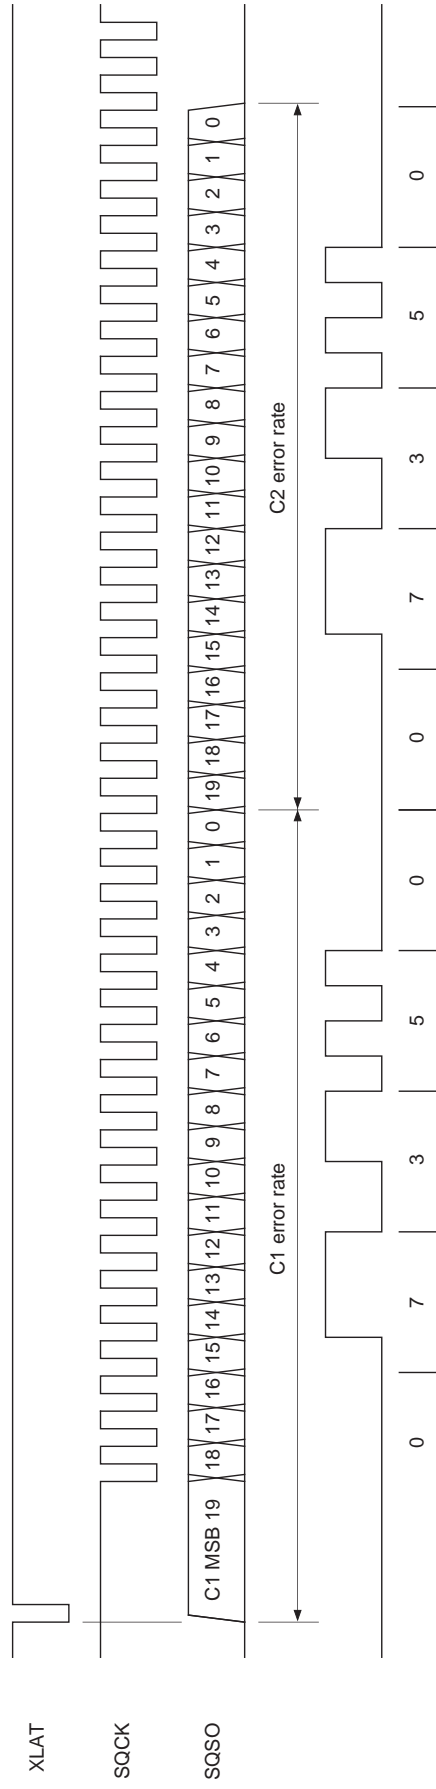 XLAT
SQCK
SQSO
C1 MSB 19 18 17 16 15 14 13 12 11 10 9 8 7 6 5 4 3 2 1 0 19 18 17 16 15 14 13 12 11 10 9 8 7 6 5 4 3 2 1 0
C1 error rate C2 error rate
0 7 3 5 0 0 7 3 5 0